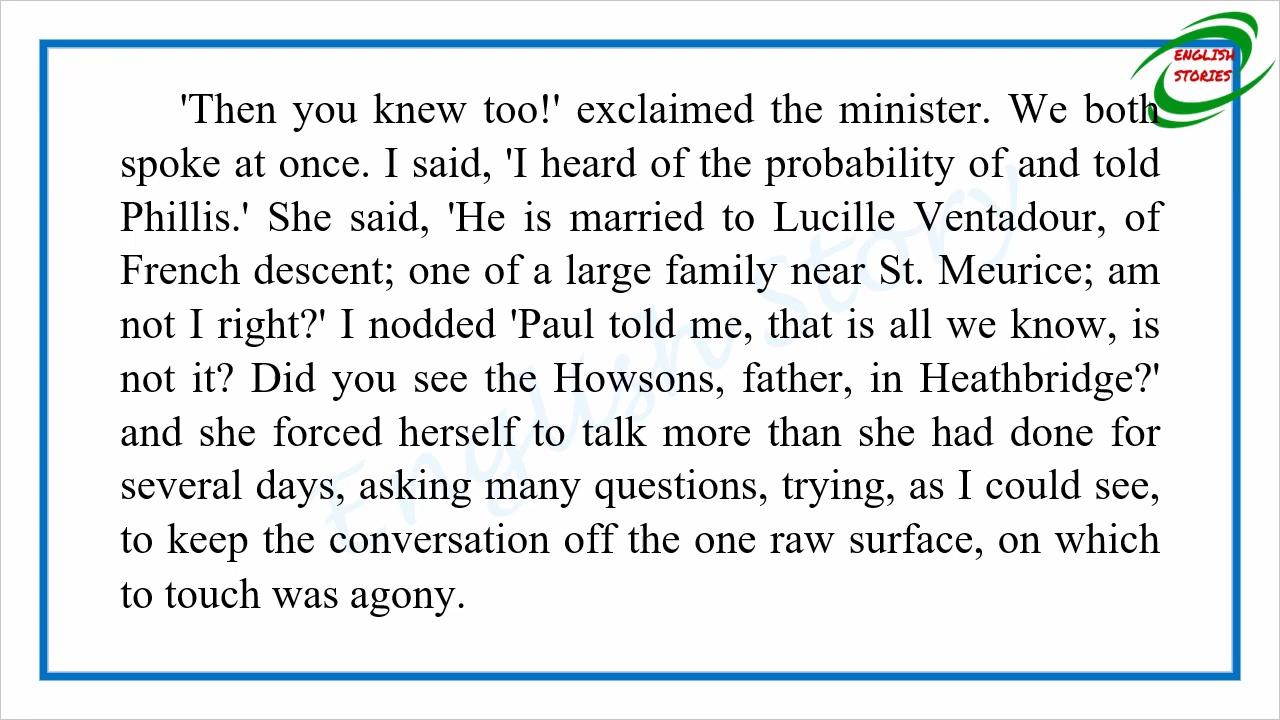 ENGLISH
STORIES
'Then you knew too!' exclaimed the minister. We both
spoke at once. I said, 'I heard of the probability of and told
Phillis.' She said, 'He is married to Lucille Ventadour, of
French descent; one of a large family near St. Meurice; am
not I right?' I nodded 'Paul told me, that is all we know, is
not it? Did you see the Howsons, father, in Heathbridge?'
and she forced herself to talk more than she had done for
several days, asking many questions, trying, as I could see,
to keep the conversation off the one raw surface, on which
to touch was agony.
English Story